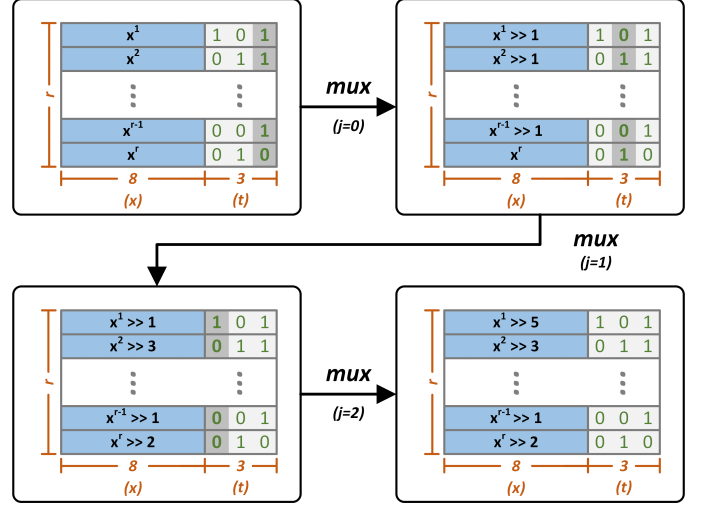 x¹ 1 0 1
x² 0 1 1
r
xʳ⁻¹ 0 0 1
xʳ 0 1 0
8 3
(x) (t)
mux
(j=0)
x¹ >> 1 1 0 1
x² >> 1 0 1 1
r
xʳ⁻¹ >> 1 0 0 1
xʳ 0 1 0
8 3
(x) (t)
mux
(j=1)
x¹ >> 1 1 0 1
x² >> 3 0 1 1
r
xʳ⁻¹ >> 1 0 0 1
xʳ >> 2 0 1 0
8 3
(x) (t)
mux
(j=2)
x¹ >> 5 1 0 1
x² >> 3 0 1 1
r
xʳ⁻¹ >> 1 0 0 1
xʳ >> 2 0 1 0
8 3
(x) (t)